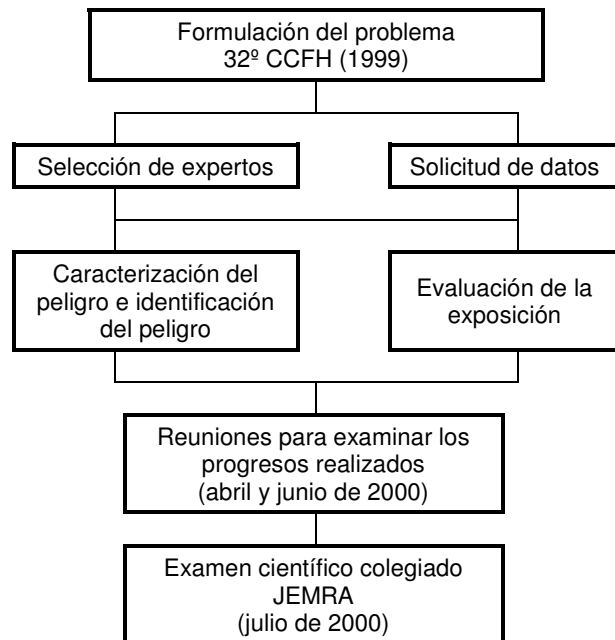 Formulación del problema
32º CCFH (1999)
Selección de expertos
Solicitud de datos
Caracterización del
peligro e identificación
del peligro
Evaluación de la
exposición
Reuniones para examinar los
progresos realizados
(abril y junio de 2000)
Examen científico colegiado
JEMRA
(julio de 2000)